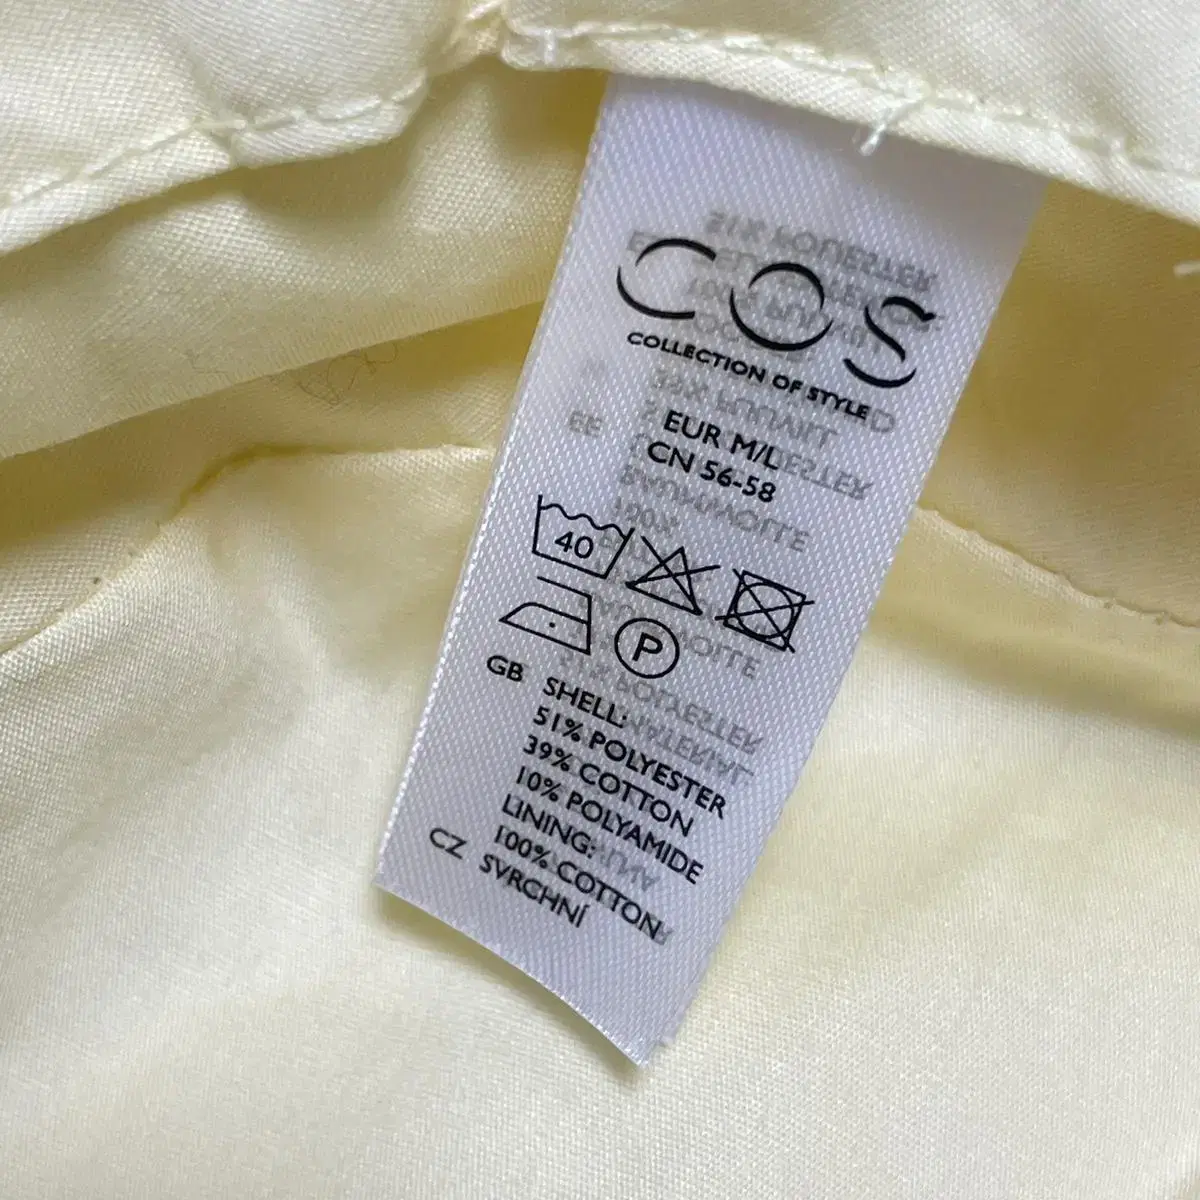 COS
COLLECTION OF STYLE
EUR M/L
CN 56-58
40
P
GB SHELL:
51% POLYESTER
39% COTTON
10% POLYAMIDE
LINING:
100% COTTON
CZ SVRCHNÍ